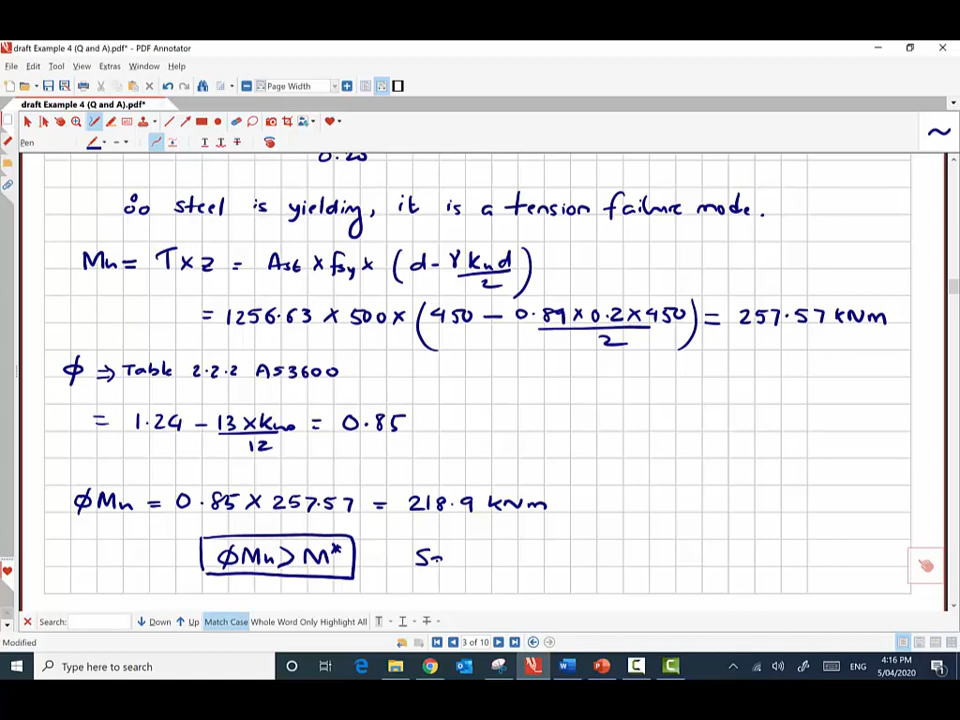 draft Example 4 (Q and A).pdf* - PDF Annotator
File Edit Tool View Extras Window Help
Page Width
draft Example 4 (Q and A).pdf*
Pen
0.20
∴ steel is yielding, it is a tension failure mode.
Mn = T x z = Ast x fsy x (d - γ kud / 2)
= 1256.63 x 500 x (450 - 0.89 x 0.2 x 450 / 2) = 257.57 kNm
φ ⇒ Table 2.2.2 AS3600
= 1.24 - 13 x kuo / 12 = 0.85
φMn = 0.85 x 257.57 = 218.9 kNm
φMn > M*
Search: Down Up Match Case Whole Word Only Highlight All
Modified 3 of 10
Type here to search ENG 4:16 PM
5/04/2020